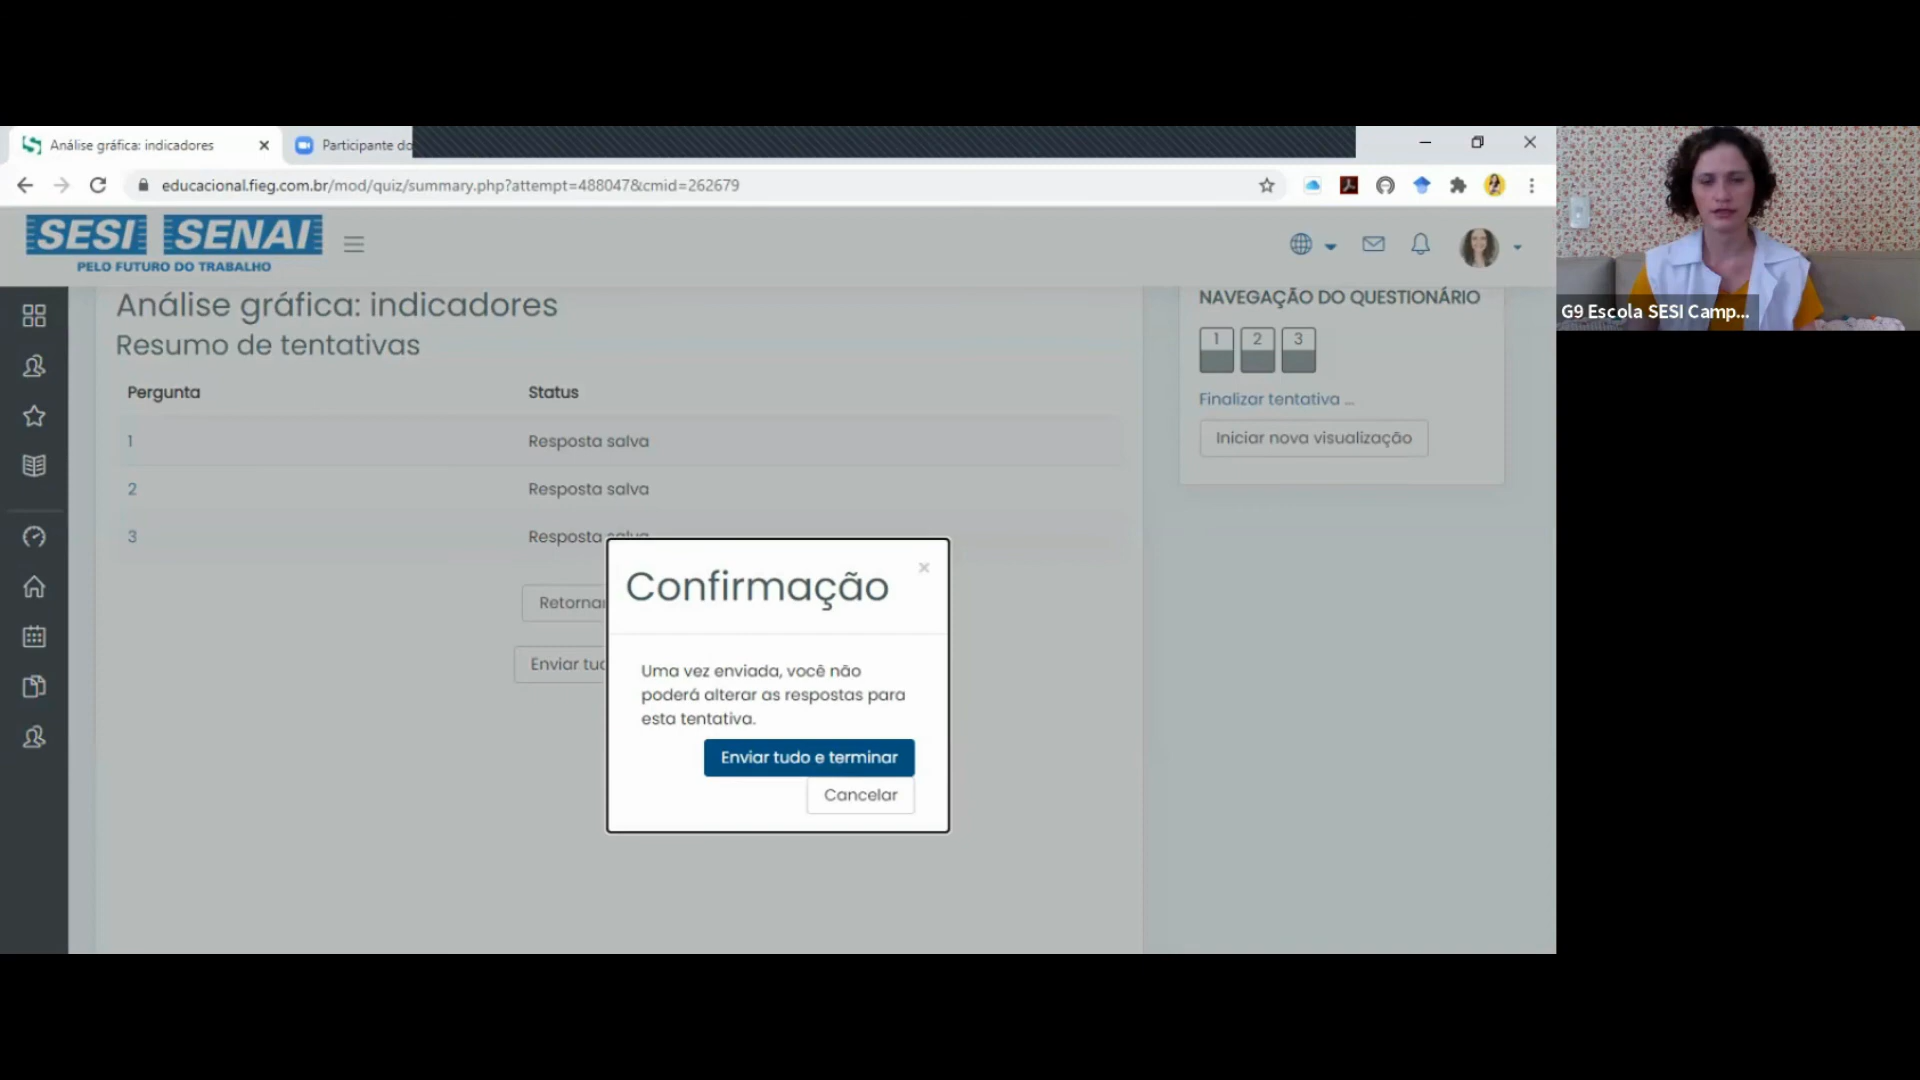 Análise gráfica: indicadores
Participante do
educacional.fieg.com.br/mod/quiz/summary.php?attempt=488047&cmid=262679
SESI SENAI
PELO FUTURO DO TRABALHO
G9 Escola SESI Camp...
Análise gráfica: indicadores
Resumo de tentativas
Pergunta Status
1 Resposta salva
2 Resposta salva
3 Resposta salva
Retornar
Enviar tud
Confirmação
×
Uma vez enviada, você não
poderá alterar as respostas para
esta tentativa.
Enviar tudo e terminar
Cancelar
NAVEGAÇÃO DO QUESTIONÁRIO
1 2 3
Finalizar tentativa ...
Iniciar nova visualização